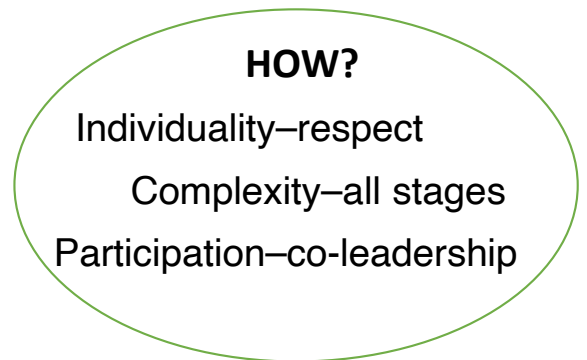 HOW?
Individuality–respect
Complexity–all stages
Participation–co-leadership